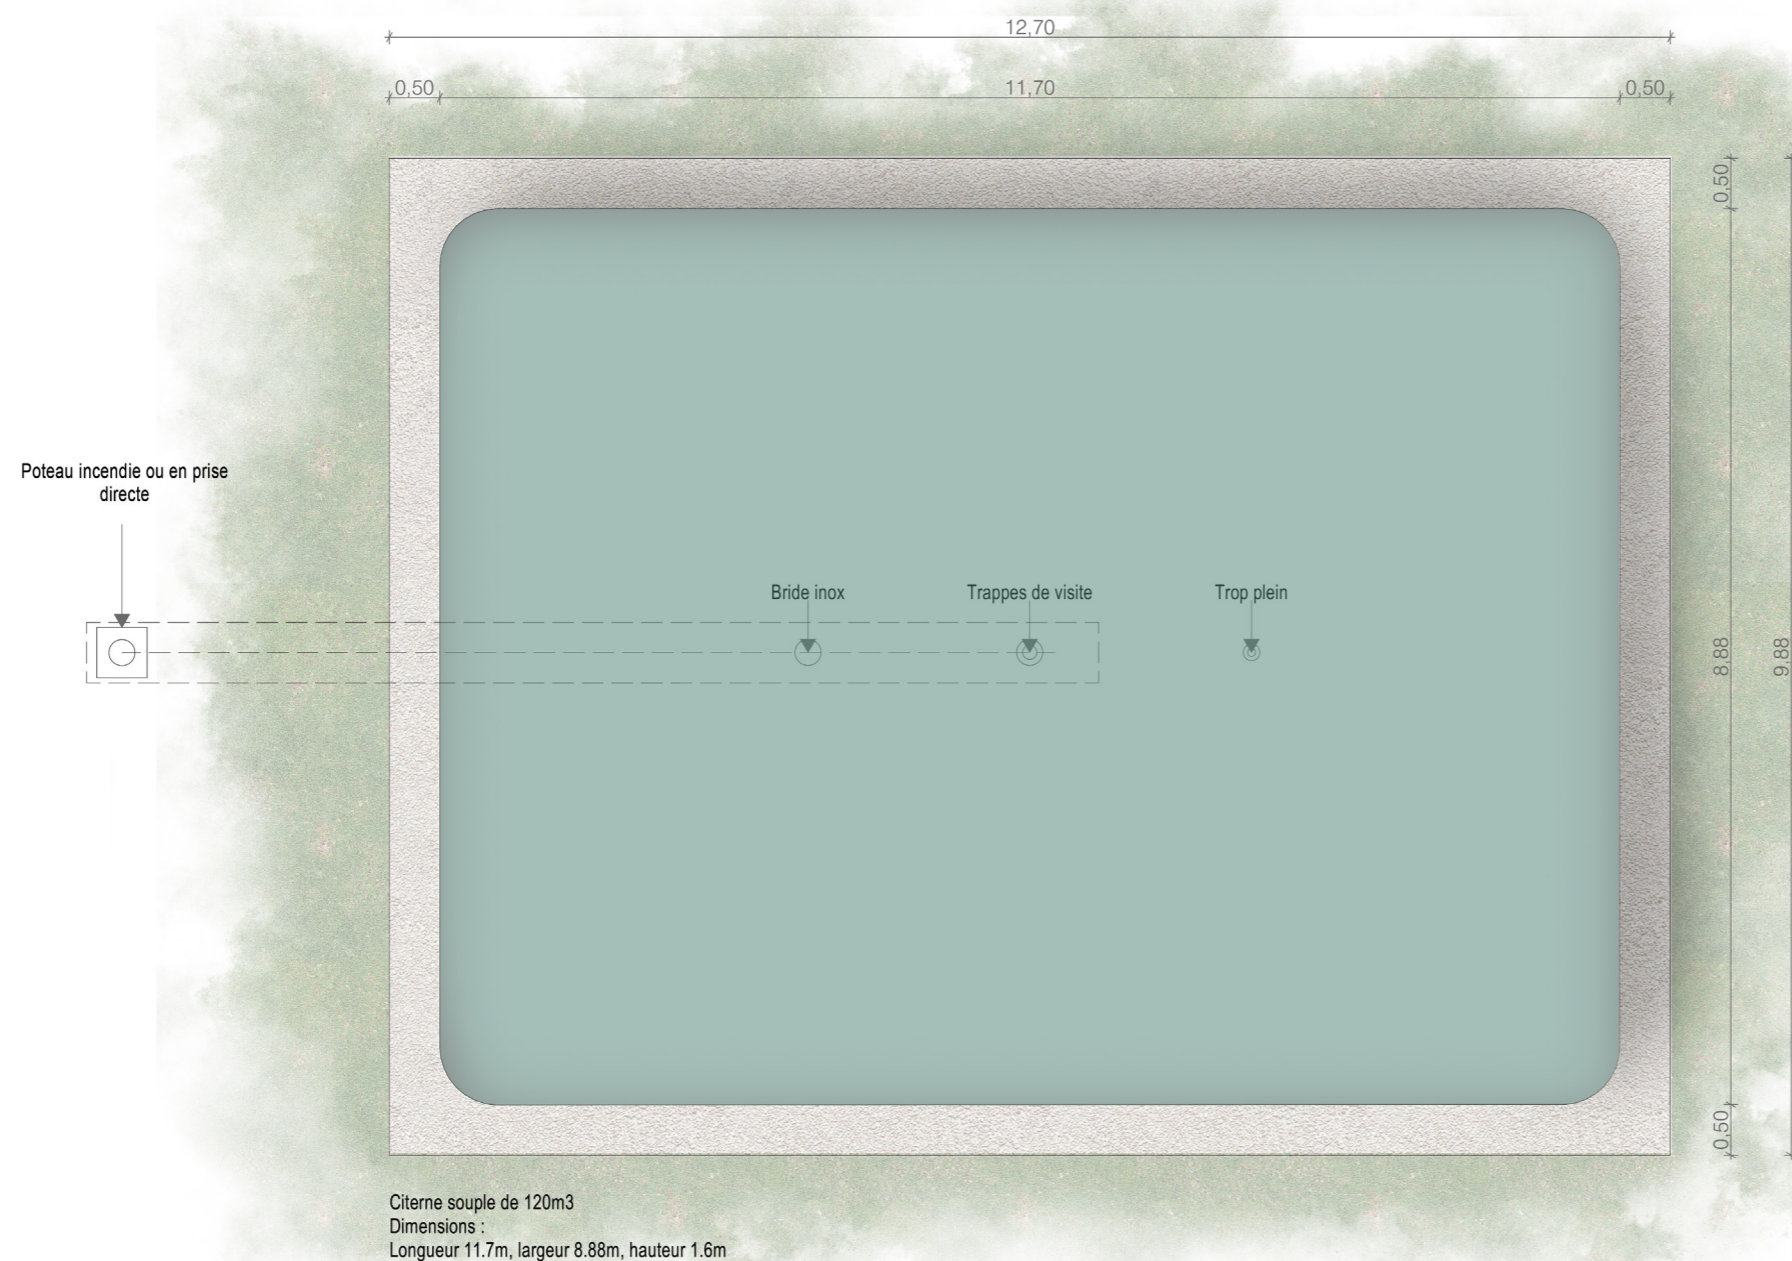 12,70
0,50
11,70
0,50
0,50
Poteau incendie ou en prise
directe
Bride inox
Trappes de visite
Trop plein
8,88
9,88
0,50
Citerne souple de 120m3
Dimensions :
Longueur 11.7m, largeur 8.88m, hauteur 1.6m